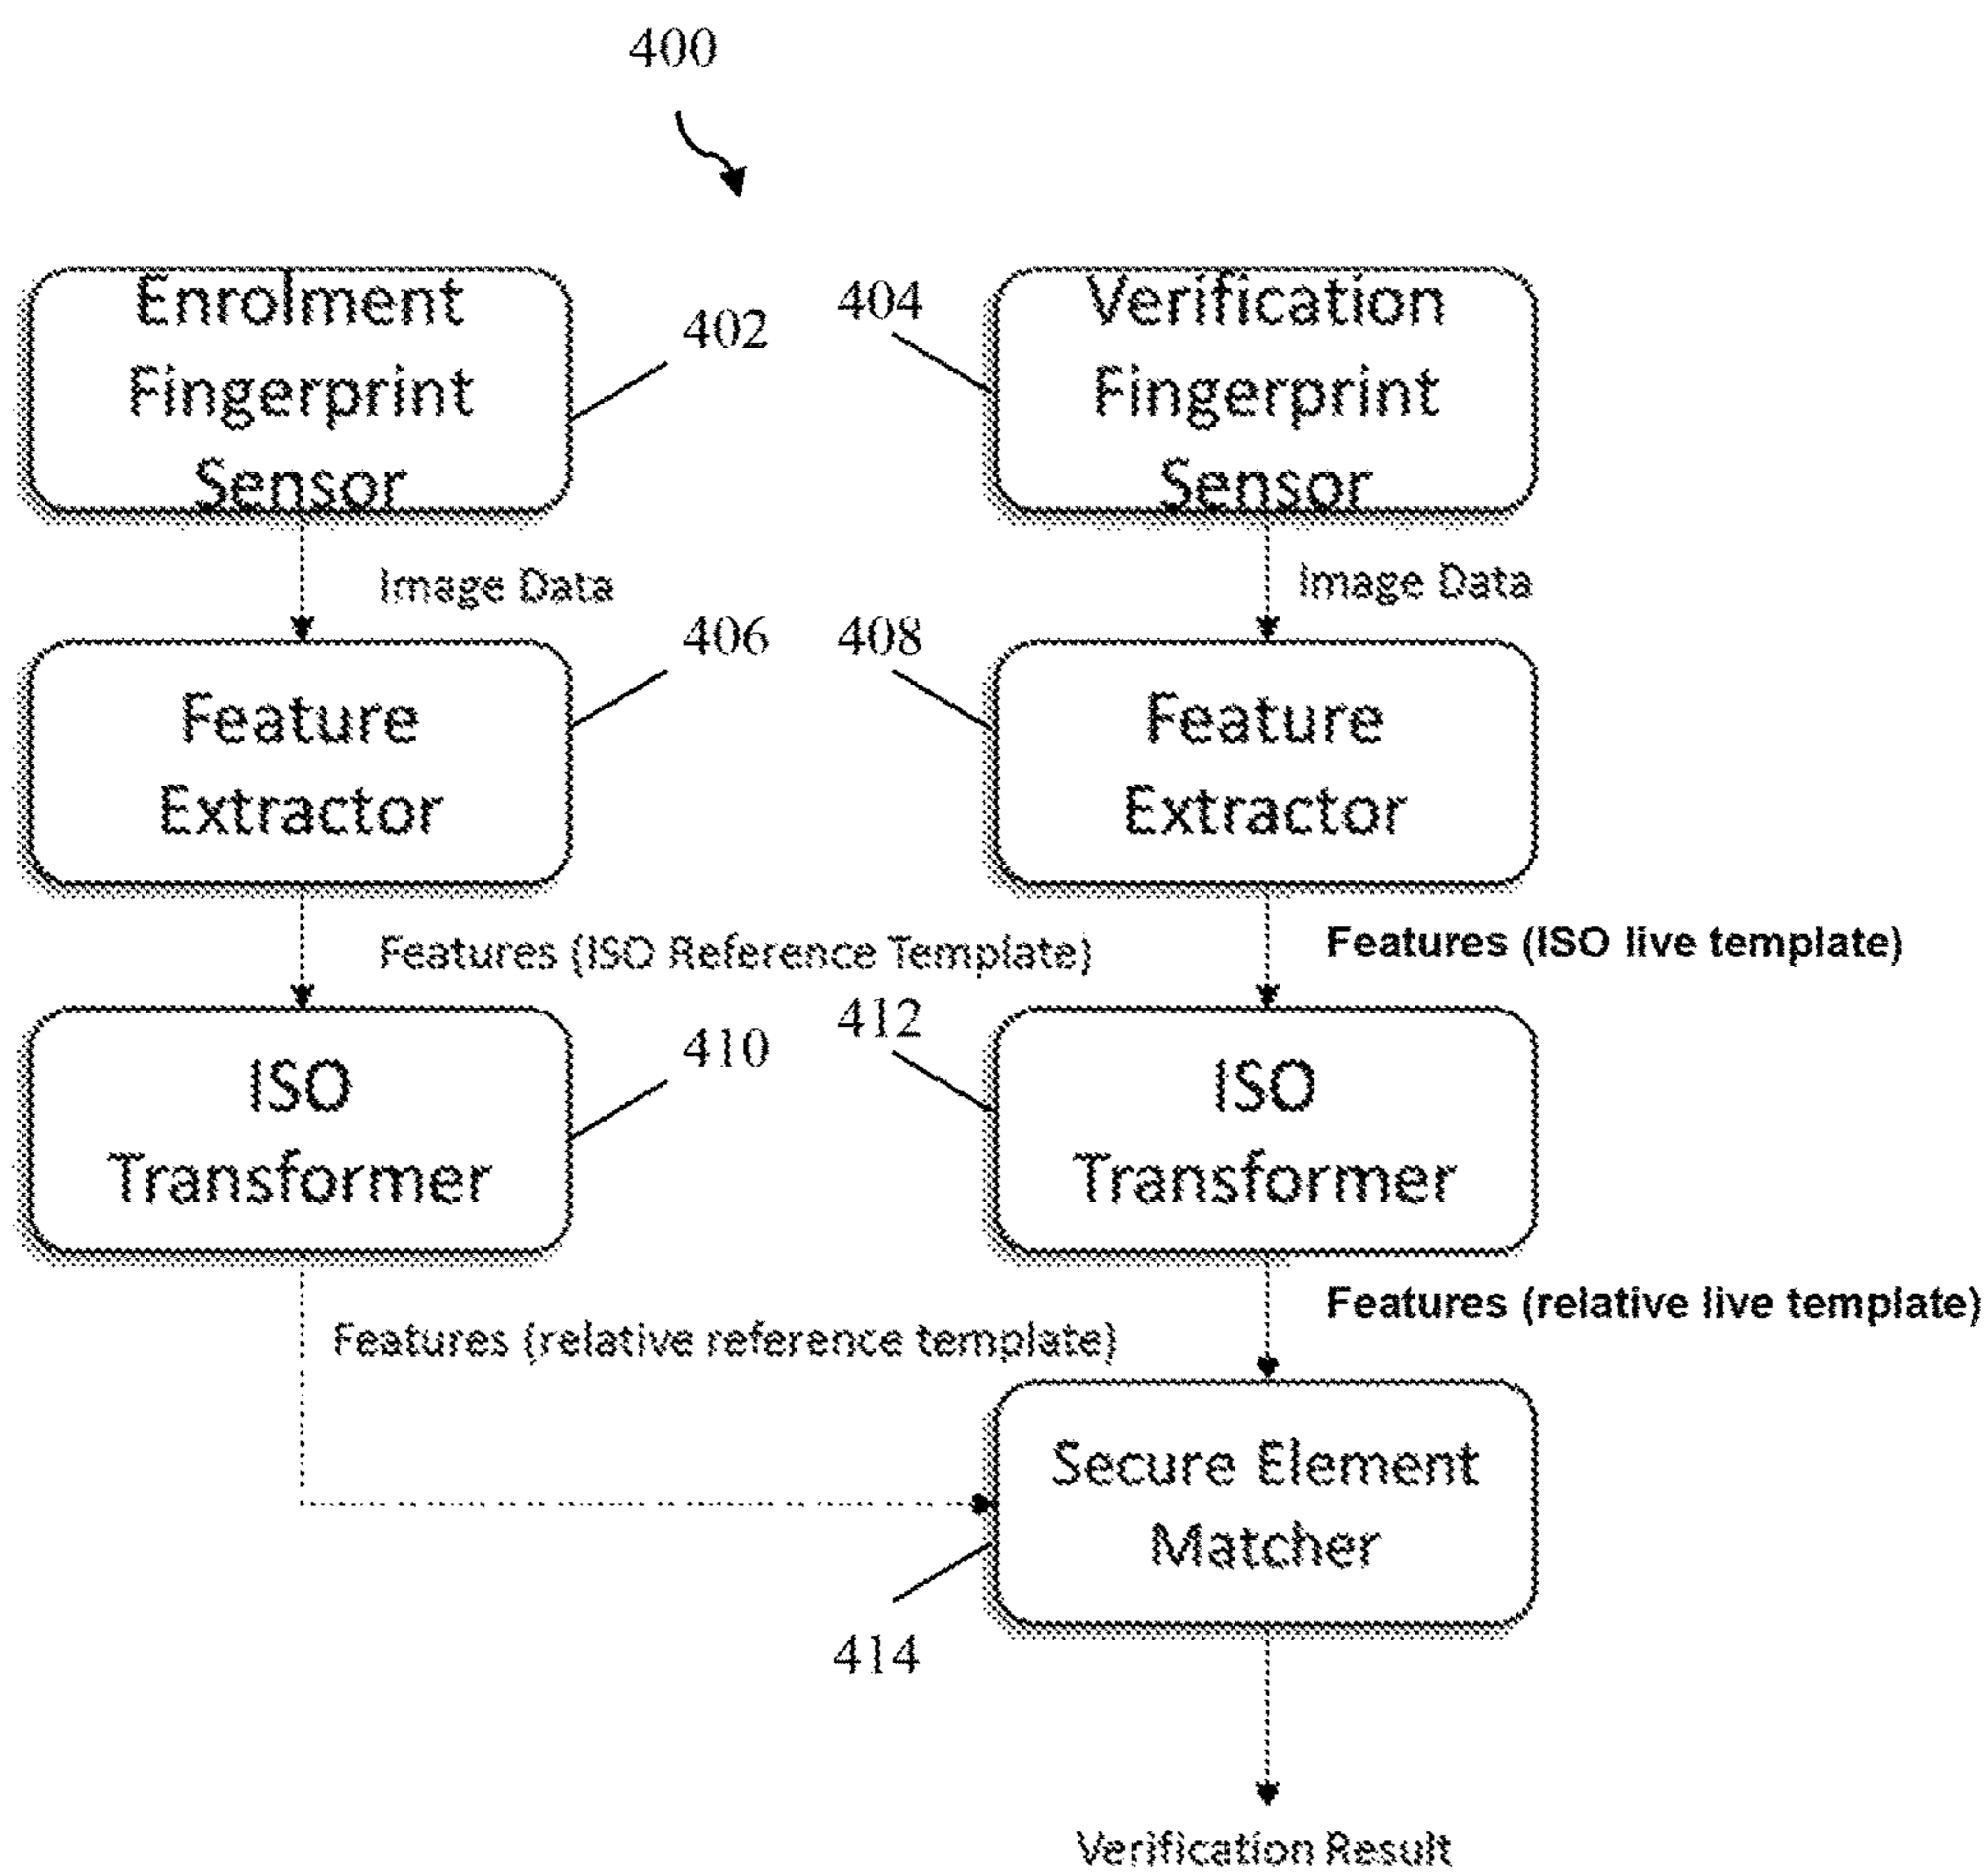 400
Enrolment
Fingerprint
Sensor
402
404
Verification
Fingerprint
Sensor
Image Data
Image Data
Feature
Extractor
406
408
Feature
Extractor
Features (ISO Reference Template)
Features (ISO live template)
ISO
Transformer
410
412
ISO
Transformer
Features (relative reference template)
Features (relative live template)
Secure Element
Matcher
414
Verification Result